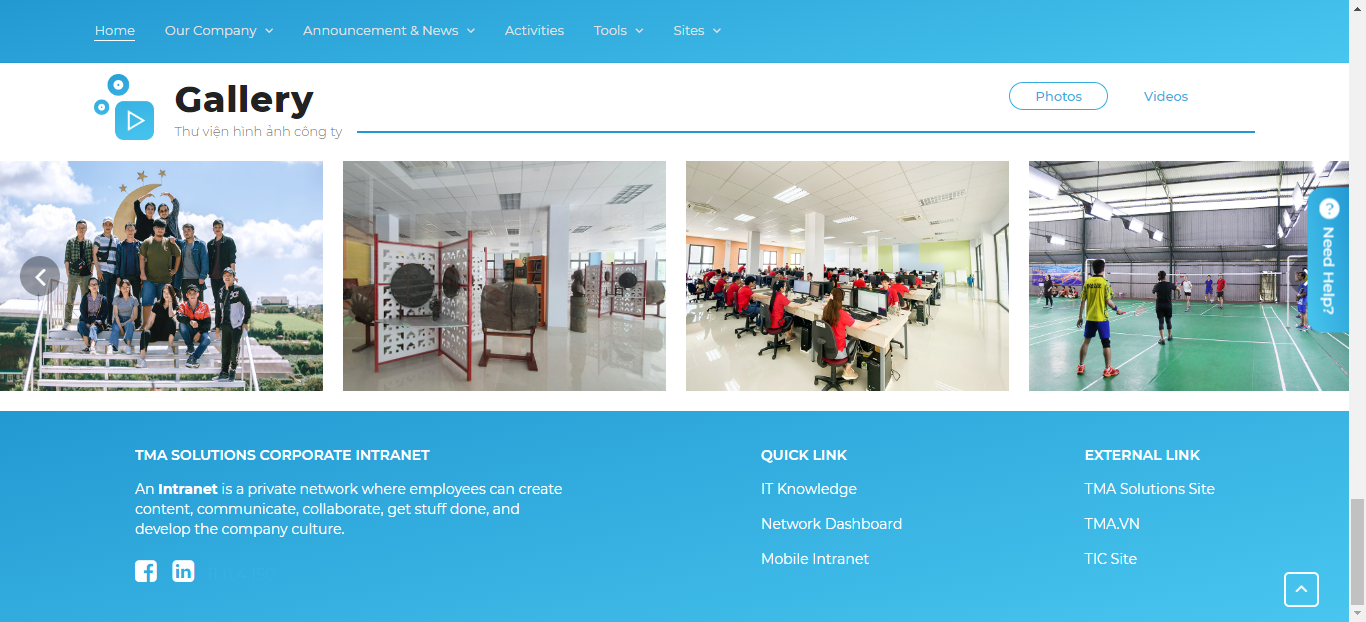 Home Our Company Announcement & News Activities Tools Sites
Gallery
Thư viện hình ảnh công ty
Photos Videos
? Need Help?
TMA SOLUTIONS CORPORATE INTRANET
An Intranet is a private network where employees can create
content, communicate, collaborate, get stuff done, and
develop the company culture.
QUICK LINK
IT Knowledge
Network Dashboard
Mobile Intranet
EXTERNAL LINK
TMA Solutions Site
TMA.VN
TIC Site